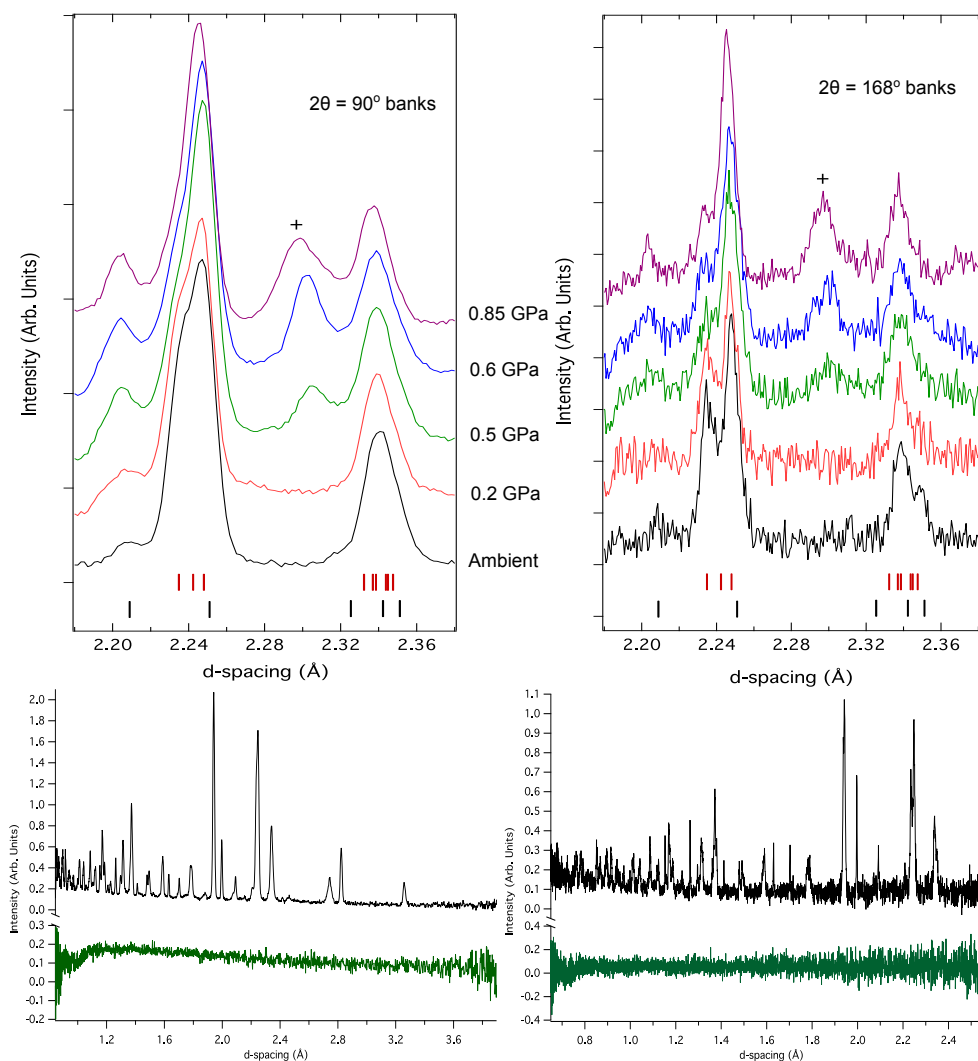 2θ = 90° banks
+
Intensity (Arb. Units)
0.85 GPa
0.6 GPa
0.5 GPa
0.2 GPa
Ambient
2.20 2.24 2.28 2.32 2.36
d-spacing (Å)
2θ = 168° banks
+
Intensity (Arb. Units)
2.20 2.24 2.28 2.32 2.36
d-spacing (Å)
2.0
1.8
1.6
1.4
1.2
1.0
0.8
0.6
0.4
0.2
0.0
Intensity (Arb. Units)
0.3
0.2
0.1
0.0
-0.1
-0.2
Intensity (Arb. Units)
1.2 1.6 2.0 2.4 2.8 3.2 3.6
d-spacing (Å)
1.1
1.0
0.9
0.8
0.7
0.6
0.5
0.4
0.3
0.2
0.1
0.0
Intensity (Arb. Units)
0.4
0.2
0.0
-0.2
-0.4
Intensity (Arb. Units)
0.8 1.0 1.2 1.4 1.6 1.8 2.0 2.2 2.4
d-spacing (Å)